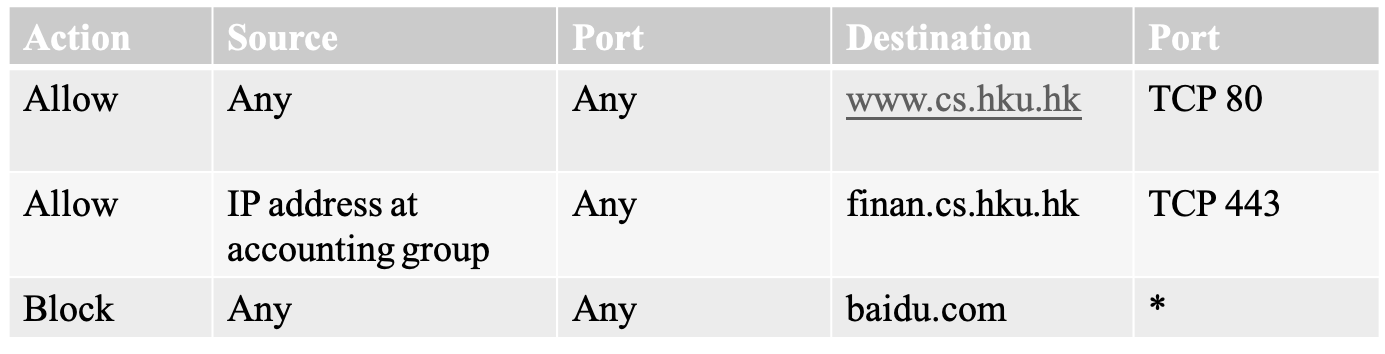 Action Source Port Destination Port
Allow Any Any www.cs.hku.hk TCP 80
Allow IP address at accounting group Any finan.cs.hku.hk TCP 443
Block Any Any baidu.com *